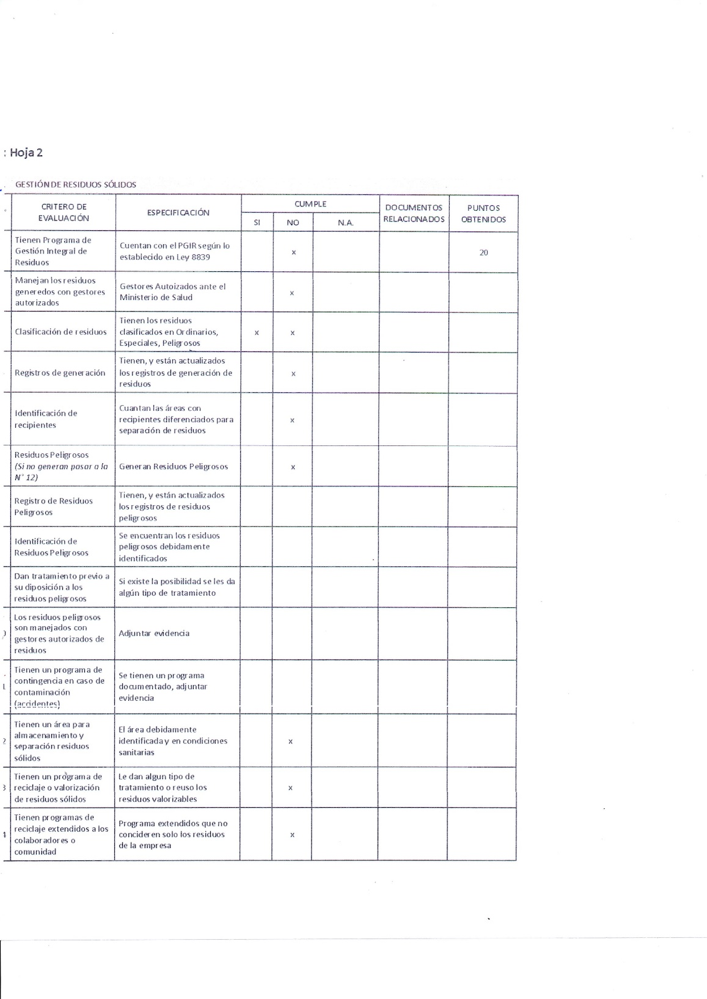 : Hoja 2
GESTIÓN DE RESIDUOS SÓLIDOS
CRITERO DE
EVALUACIÓN
ESPECIFICACIÓN
CUMPLE
SI
NO
N.A.
DOCUMENTOS
RELACIONADOS
PUNTOS
OBTENIDOS
Tienen Programa de
Gestión Integral de
Residuos
Cuentan con el PGIR según lo
establecido en Ley 8839
x
20
Manejan los residuos
generedos con gestores
autorizados
Gestores Autoizados ante el
Ministerio de Salud
x
Clasificación de residuos
Tienen los residuos
clasificados en Ordinarios,
Especiales, Peligrosos
x
x
Registros de generación
Tienen, y están actualizados
los registros de generación de
residuos
x
Identificación de
recipientes
Cuantan las áreas con
recipientes diferenciados para
separación de residuos
x
Residuos Peligrosos
(Si no generan pasar a la
N° 12)
Generan Residuos Peligrosos
x
Registro de Residuos
Peligrosos
Tienen, y están actualizados
los registros de residuos
peligrosos
Identificación de
Residuos Peligrosos
Se encuentran los residuos
peligrosos debidamente
identificados
Dan tratamiento previo a
su diposición a los
residuos peligrosos
Si existe la posibilidad se les da
algún tipo de tratamiento
Los residuos peligrosos
son manejados con
gestores autorizados de
residuos
Adjuntar evidencia
Tienen un programa de
contingencia en caso de
contaminación
(accidentes)
Se tienen un programa
documentado, adjuntar
evidencia
2
Tienen un área para
almacenamiento y
separación residuos
sólidos
El área debidamente
identificada y en condiciones
sanitarias
x
3
Tienen un programa de
reciclaje o valorización
de residuos sólidos
Le dan algun tipo de
tratamiento o reuso los
residuos valorizables
x
4
Tienen programas de
reciclaje extendidos a los
colaboradores o
comunidad
Programa extendidos que no
concideren solo los residuos
de la empresa
x